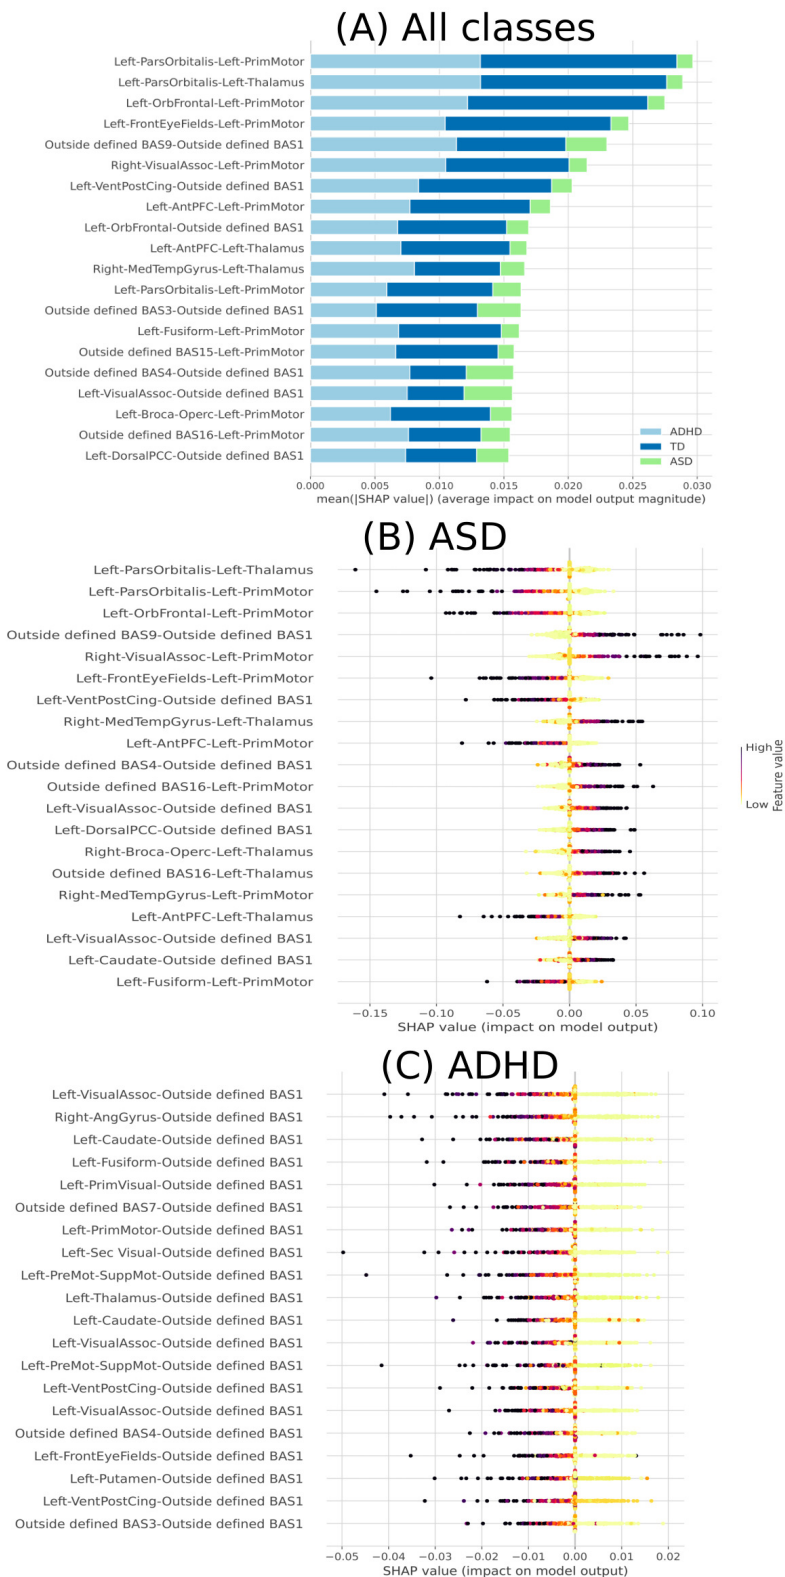 (A) All classes
Left-ParsOrbitalis-Left-PrimMotor
Left-ParsOrbitalis-Left-Thalamus
Left-OrbFrontal-Left-PrimMotor
Left-FrontEyeFields-Left-PrimMotor
Outside defined BAS9-Outside defined BAS1
Right-VisualAssoc-Left-PrimMotor
Left-VentPostCing-Outside defined BAS1
Left-AntPFC-Left-PrimMotor
Left-OrbFrontal-Outside defined BAS1
Left-AntPFC-Left-Thalamus
Right-MedTempGyrus-Left-Thalamus
Left-ParsOrbitalis-Left-PrimMotor
Outside defined BAS3-Outside defined BAS1
Left-Fusiform-Left-PrimMotor
Outside defined BAS15-Left-PrimMotor
Outside defined BAS4-Outside defined BAS1
Left-VisualAssoc-Outside defined BAS1
Left-Broca-Operc-Left-PrimMotor
Outside defined BAS16-Left-PrimMotor
Left-DorsalPCC-Outside defined BAS1
ADHD
TD
ASD
0.000 0.005 0.010 0.015 0.020 0.025 0.030
mean(|SHAP value|) (average impact on model output magnitude)
(B) ASD
Left-ParsOrbitalis-Left-Thalamus
Left-ParsOrbitalis-Left-PrimMotor
Left-OrbFrontal-Left-PrimMotor
Outside defined BAS9-Outside defined BAS1
Right-VisualAssoc-Left-PrimMotor
Left-FrontEyeFields-Left-PrimMotor
Left-VentPostCing-Outside defined BAS1
Right-MedTempGyrus-Left-Thalamus
Left-AntPFC-Left-PrimMotor
Outside defined BAS4-Outside defined BAS1
Outside defined BAS16-Left-PrimMotor
Left-VisualAssoc-Outside defined BAS1
Left-DorsalPCC-Outside defined BAS1
Right-Broca-Operc-Left-Thalamus
Outside defined BAS16-Left-Thalamus
Right-MedTempGyrus-Left-PrimMotor
Left-AntPFC-Left-Thalamus
Left-VisualAssoc-Outside defined BAS1
Left-Caudate-Outside defined BAS1
Left-Fusiform-Left-PrimMotor
High
Low
Feature value
−0.15 −0.10 −0.05 0.00 0.05 0.10
SHAP value (impact on model output)
(C) ADHD
Left-VisualAssoc-Outside defined BAS1
Right-AngGyrus-Outside defined BAS1
Left-Caudate-Outside defined BAS1
Left-Fusiform-Outside defined BAS1
Left-PrimVisual-Outside defined BAS1
Outside defined BAS7-Outside defined BAS1
Left-PrimMotor-Outside defined BAS1
Left-Sec Visual-Outside defined BAS1
Left-PreMot-SuppMot-Outside defined BAS1
Left-Thalamus-Outside defined BAS1
Left-Caudate-Outside defined BAS1
Left-VisualAssoc-Outside defined BAS1
Left-PreMot-SuppMot-Outside defined BAS1
Left-VentPostCing-Outside defined BAS1
Left-VisualAssoc-Outside defined BAS1
Outside defined BAS4-Outside defined BAS1
Left-FrontEyeFields-Outside defined BAS1
Left-Putamen-Outside defined BAS1
Left-VentPostCing-Outside defined BAS1
Outside defined BAS3-Outside defined BAS1
−0.05 −0.04 −0.03 −0.02 −0.01 0.00 0.01 0.02
SHAP value (impact on model output)